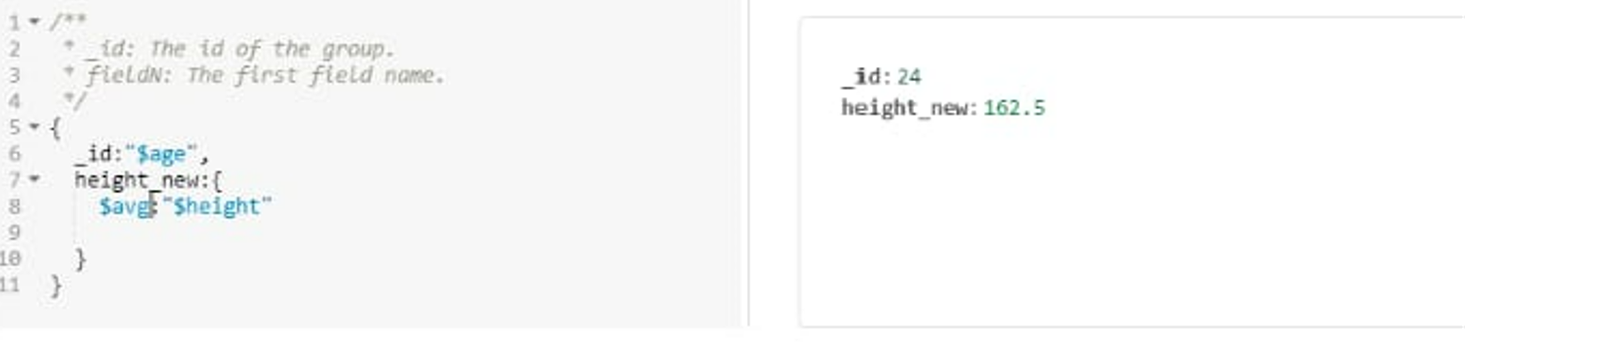 1 /**
2 * _id: The id of the group.
3 * fieldN: The first field name.
4 */
5 {
6 _id:"$age",
7 height_new:{
8 $avg:"$height"
9
10 }
11 }
_id: 24
height_new: 162.5